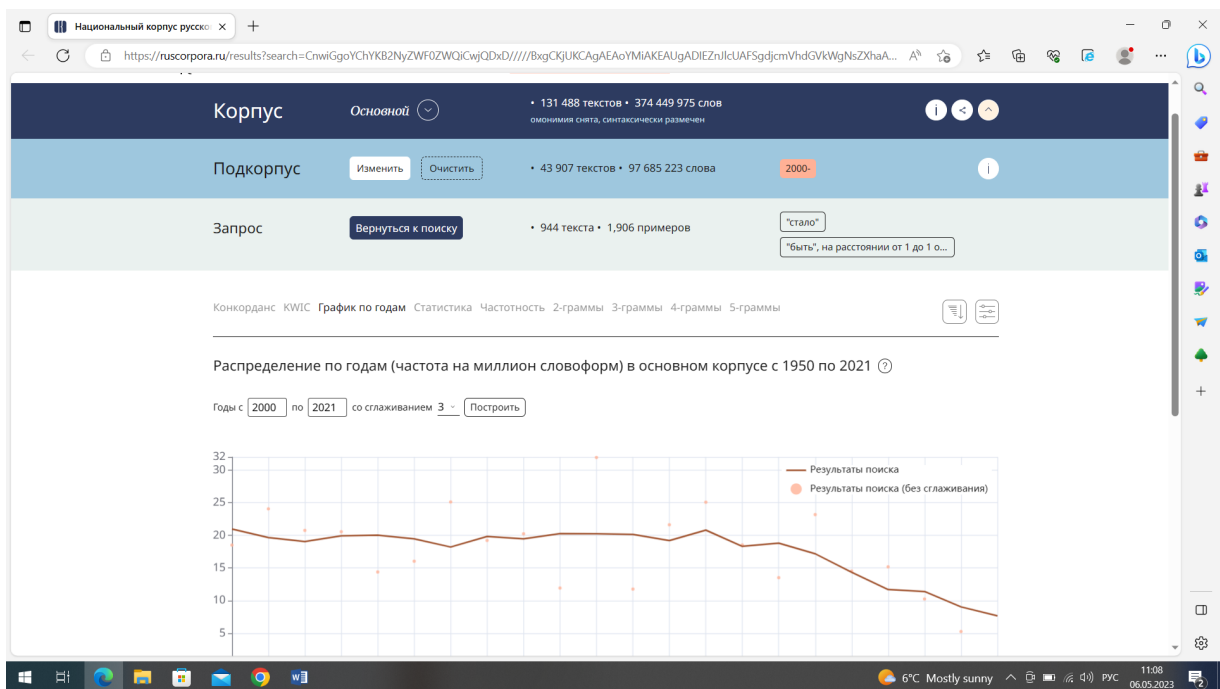 Национальный корпус русско
https://ruscorpora.ru/results?search=
Корпус
Основной
• 131 488 текстов • 374 449 975 слов
омонимия снята, синтаксически размечен
Подкорпус
Изменить
Очистить
• 43 907 текстов • 97 685 223 слова
2000-
Запрос
Вернуться к поиску
• 944 текста • 1,906 примеров
"стало"
"быть", на расстоянии от 1 до 1 о...
Конкорданс KWIC График по годам Статистика Частотность 2-граммы 3-граммы 4-граммы 5-граммы
Распределение по годам (частота на миллион словоформ) в основном корпусе с 1950 по 2021 ?
Годы с 2000 по 2021 со сглаживанием 3 Построить
32
30
25
20
15
10
5
Результаты поиска
Результаты поиска (без сглаживания)
6°C Mostly sunny
РУС
11:08
06.05.2023
2